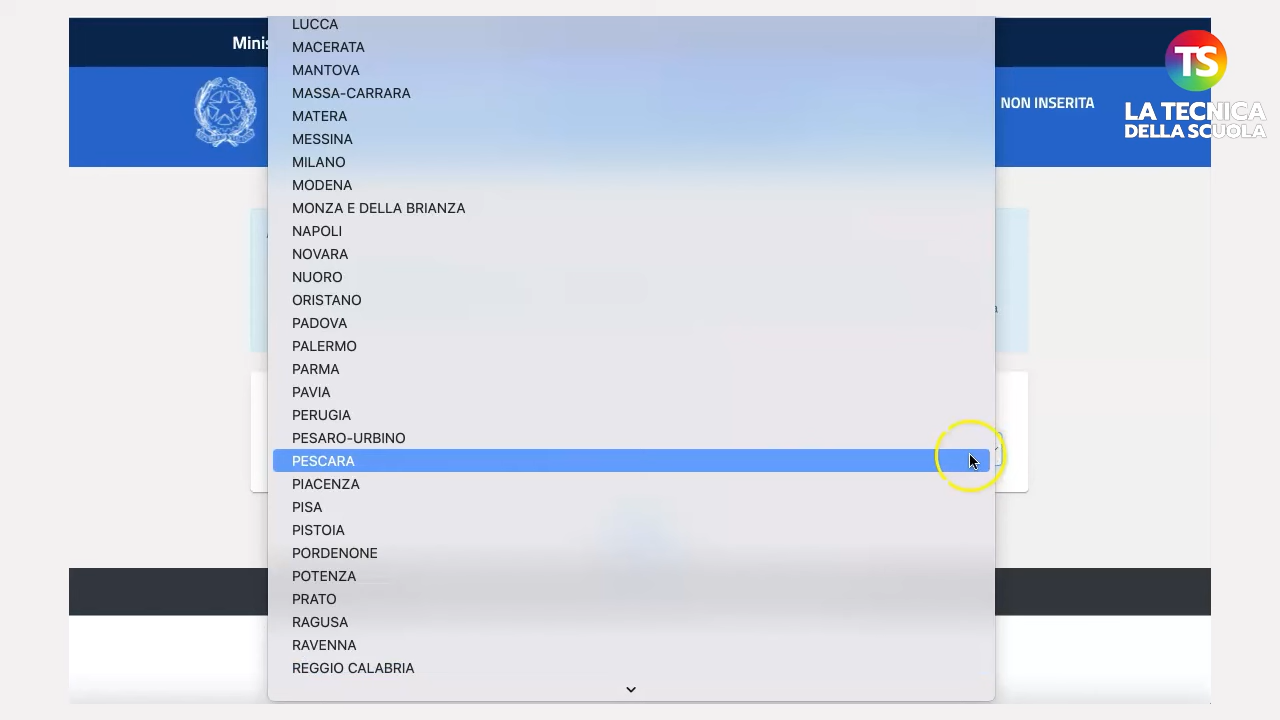 LUCCA
Minis
MACERATA
MANTOVA
MASSA-CARRARA
NON INSERITA
MATERA
MESSINA
MILANO
MODENA
MONZA E DELLA BRIANZA
NAPOLI
NOVARA
NUORO
ORISTANO
PADOVA
PALERMO
PARMA
PAVIA
PERUGIA
PESARO-URBINO
PESCARA
PIACENZA
PISA
PISTOIA
PORDENONE
POTENZA
PRATO
RAGUSA
RAVENNA
REGGIO CALABRIA
TS
LA TECNICA
DELLA SCUOLA